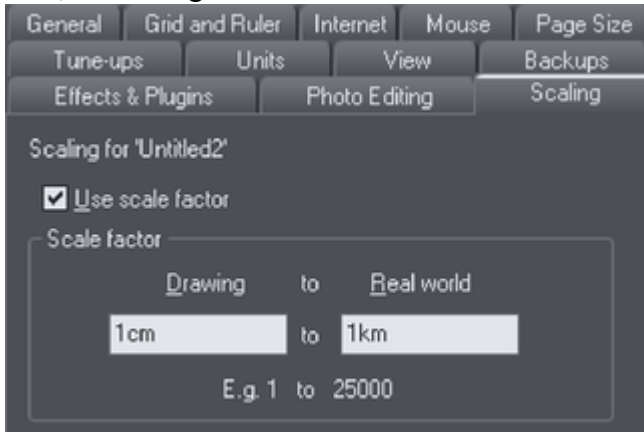 General Grid and Ruler Internet Mouse Page Size
Tune-ups Units View Backups
Effects & Plugins Photo Editing Scaling
Scaling for 'Untitled2'
Use scale factor
Scale factor
Drawing to Real world
1cm to 1km
E.g. 1 to 25000